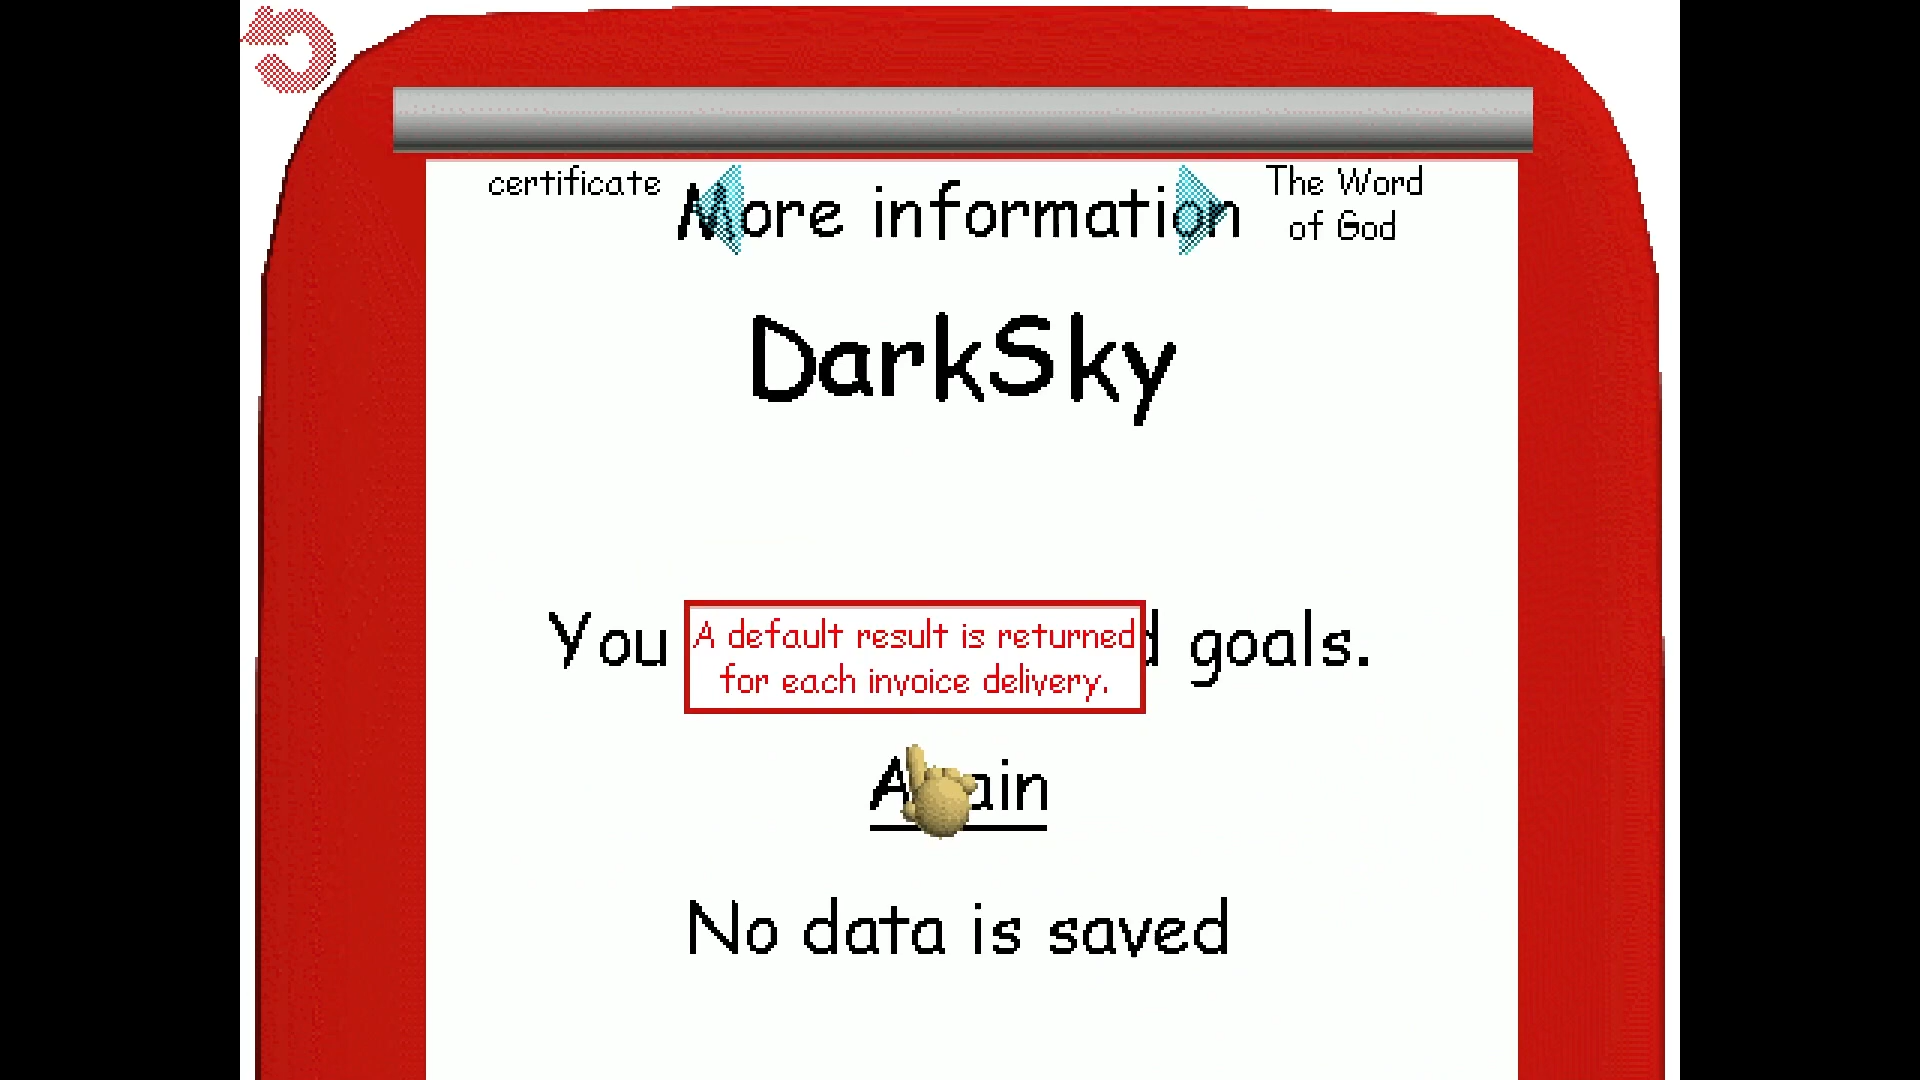 certificate
More information
The Word
of God
DarkSky
You
goals.
A default result is returned
for each invoice delivery.
No data is saved